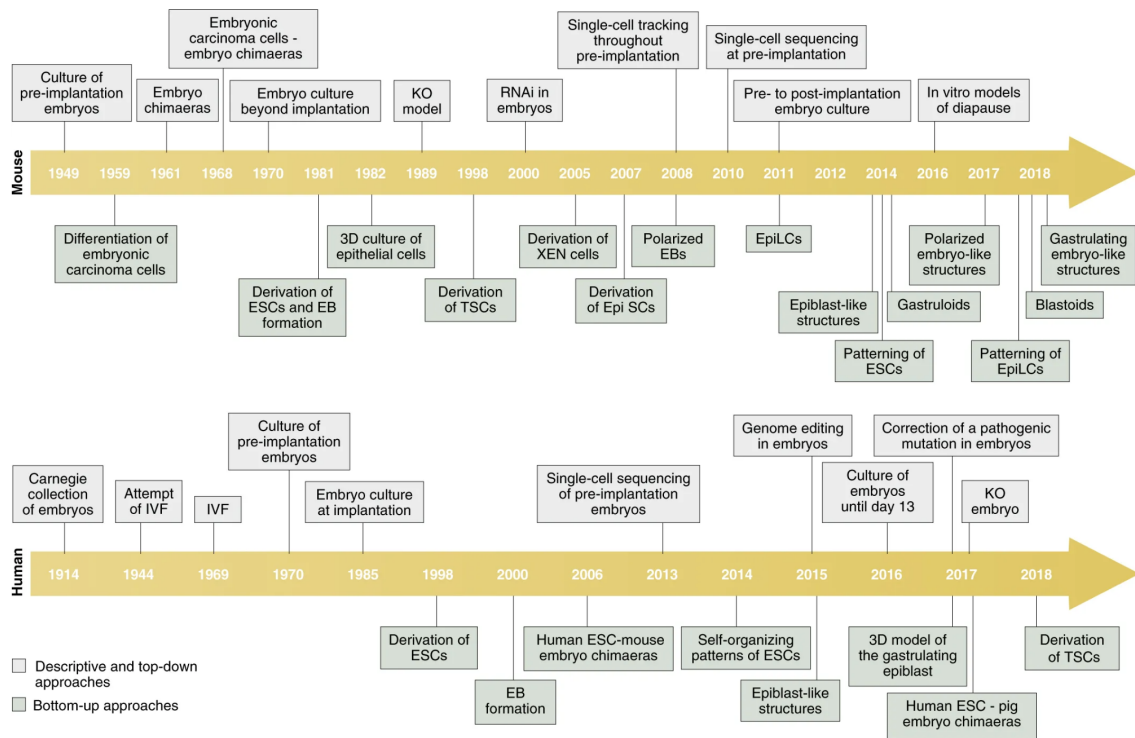 Embryonic
carcinoma cells -
embryo chimaeras
Single-cell tracking
throughout
pre-implantation
Single-cell sequencing
at pre-implantation
Culture of
pre-implantation
embryos
Embryo
chimaeras
Embryo culture
beyond implantation
KO
model
RNAi in
embryos
Pre- to post-implantation
embryo culture
In vitro models
of diapause
Mouse
1949 1959 1961 1968 1970 1981 1982 1989 1998 2000 2005 2007 2008 2010 2011 2012 2014 2016 2017 2018
Differentiation of
embryonic
carcinoma cells
3D culture of
epithelial cells
Derivation of
XEN cells
Polarized
EBs
EpiLCs
Polarized
embryo-like
structures
Gastrulating
embryo-like
structures
Derivation of
ESCs and EB
formation
Derivation
of TSCs
Derivation
of Epi SCs
Epiblast-like
structures
Gastruloids
Blastoids
Patterning of
ESCs
Patterning of
EpiLCs
Culture of
pre-implantation
embryos
Genome editing
in embryos
Correction of a pathogenic
mutation in embryos
Carnegie
collection
of embryos
Attempt
of IVF
IVF
Embryo culture
at implantation
Single-cell sequencing
of pre-implantation
embryos
Culture of
embryos
until day 13
KO
embryo
Human
1914 1944 1969 1970 1985 1998 2000 2006 2013 2014 2015 2016 2017 2018
Derivation of
ESCs
Human ESC-mouse
embryo chimaeras
Self-organizing
patterns of ESCs
3D model of
the gastrulating
epiblast
Derivation
of TSCs
EB
formation
Epiblast-like
structures
Human ESC - pig
embryo chimaeras
Descriptive and top-down
approaches
Bottom-up approaches